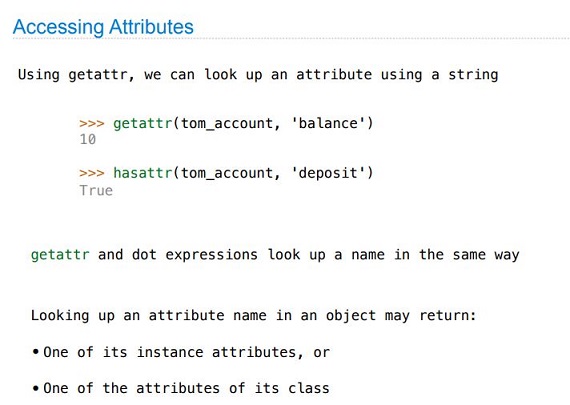 Accessing Attributes
Using getattr, we can look up an attribute using a string
>>> getattr(tom_account, 'balance')
10
>>> hasattr(tom_account, 'deposit')
True
getattr and dot expressions look up a name in the same way
Looking up an attribute name in an object may return:
• One of its instance attributes, or
• One of the attributes of its class